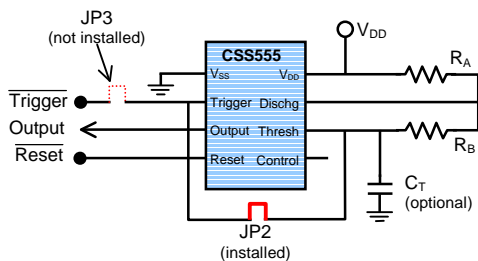 JP3
(not installed)
CSS555
V_DD
R_A
V_SS
V_DD
Trigger
Trigger
Dischg
Output
Output
Thresh
R_B
Reset
Reset
Control
C_T
(optional)
JP2
(installed)